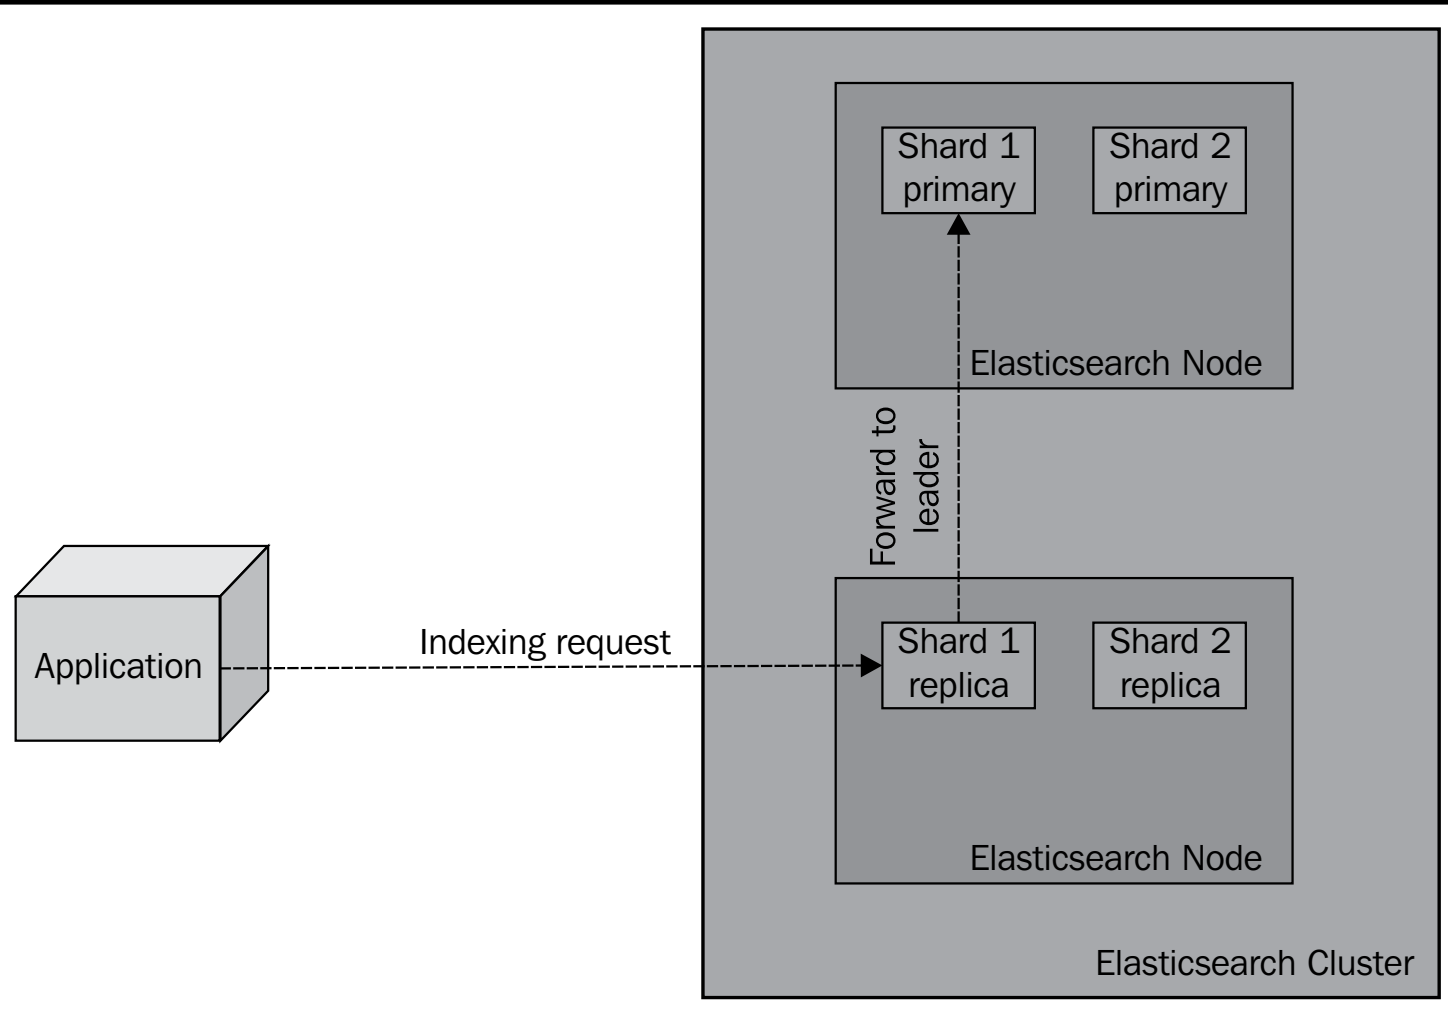 Shard 1
primary
Shard 2
primary
Elasticsearch Node
Forward to
leader
Application
Indexing request
Shard 1
replica
Shard 2
replica
Elasticsearch Node
Elasticsearch Cluster